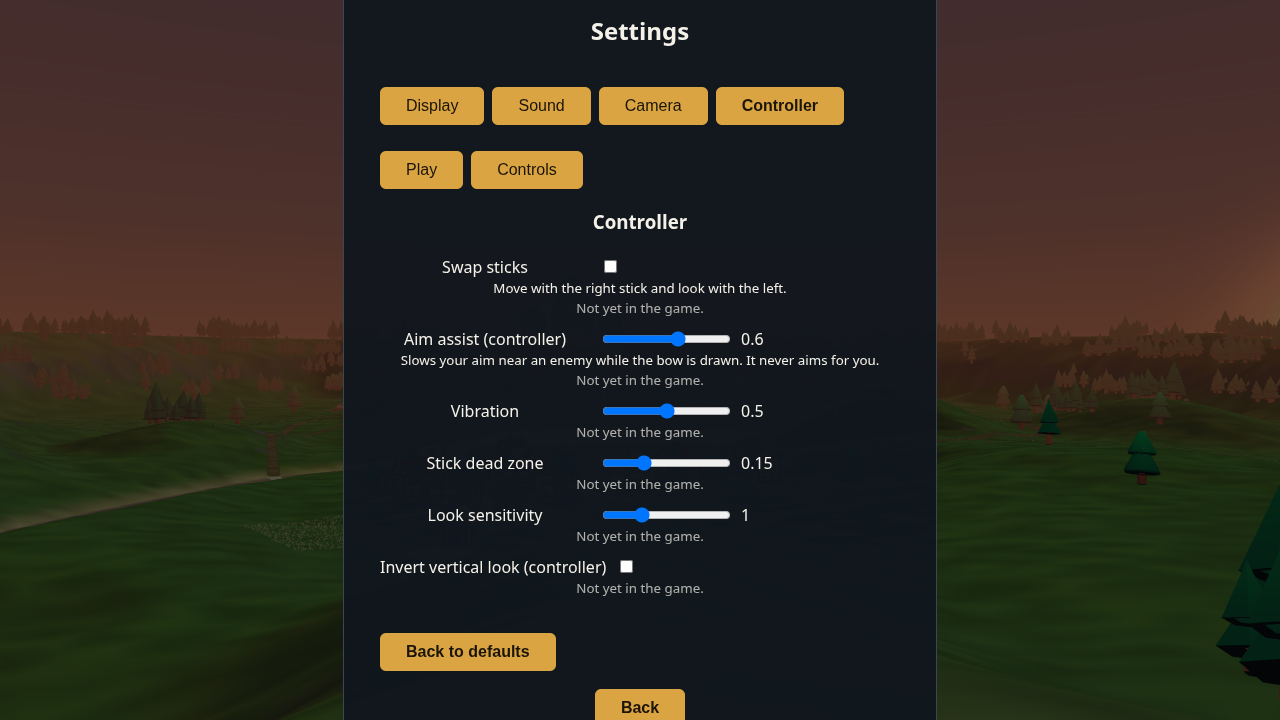 Settings
Display Sound Camera Controller
Play Controls
Controller
Swap sticks
Move with the right stick and look with the left.
Not yet in the game.
Aim assist (controller) 0.6
Slows your aim near an enemy while the bow is drawn. It never aims for you.
Not yet in the game.
Vibration 0.5
Not yet in the game.
Stick dead zone 0.15
Not yet in the game.
Look sensitivity 1
Not yet in the game.
Invert vertical look (controller)
Not yet in the game.
Back to defaults
Back